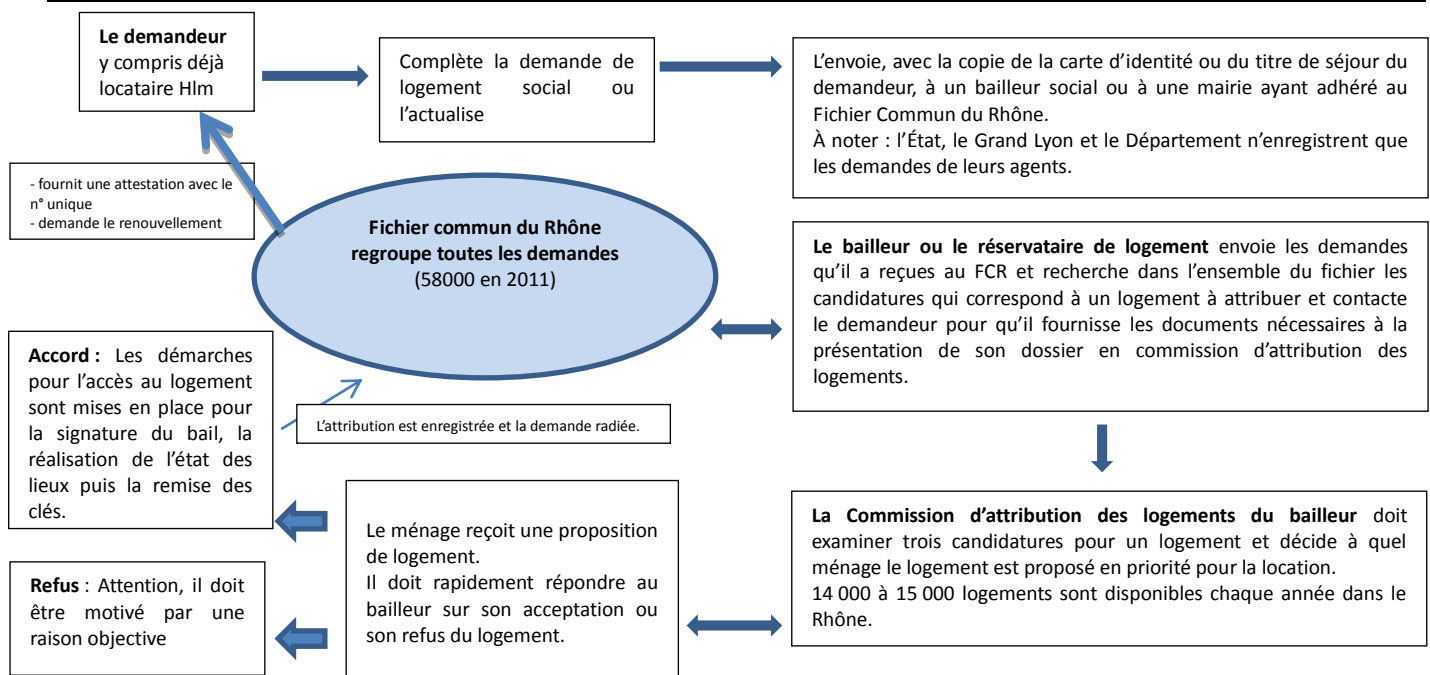 Le demandeur
y compris déjà
locataire Hlm
Complète la demande de
logement social ou
l'actualise
L'envoie, avec la copie de la carte d'identité ou du titre de séjour du
demandeur, à un bailleur social ou à une mairie ayant adhéré au
Fichier Commun du Rhône.
À noter : l'État, le Grand Lyon et le Département n'enregistrent que
les demandes de leurs agents.
- fournit une attestation avec le
n° unique
- demande le renouvellement
Fichier commun du Rhône
regroupe toutes les demandes
(58000 en 2011)
Le bailleur ou le réservataire de logement envoie les demandes
qu'il a reçues au FCR et recherche dans l'ensemble du fichier les
candidatures qui correspond à un logement à attribuer et contacte
le demandeur pour qu'il fournisse les documents nécessaires à la
présentation de son dossier en commission d'attribution des
logements.
Accord : Les démarches
pour l'accès au logement
sont mises en place pour
la signature du bail, la
réalisation de l'état des
lieux puis la remise des
clés.
L'attribution est enregistrée et la demande radiée.
La Commission d'attribution des logements du bailleur doit
examiner trois candidatures pour un logement et décide à quel
ménage le logement est proposé en priorité pour la location.
14 000 à 15 000 logements sont disponibles chaque année dans le
Rhône.
Le ménage reçoit une proposition
de logement.
Il doit rapidement répondre au
bailleur sur son acceptation ou
son refus du logement.
Refus : Attention, il doit
être motivé par une
raison objective